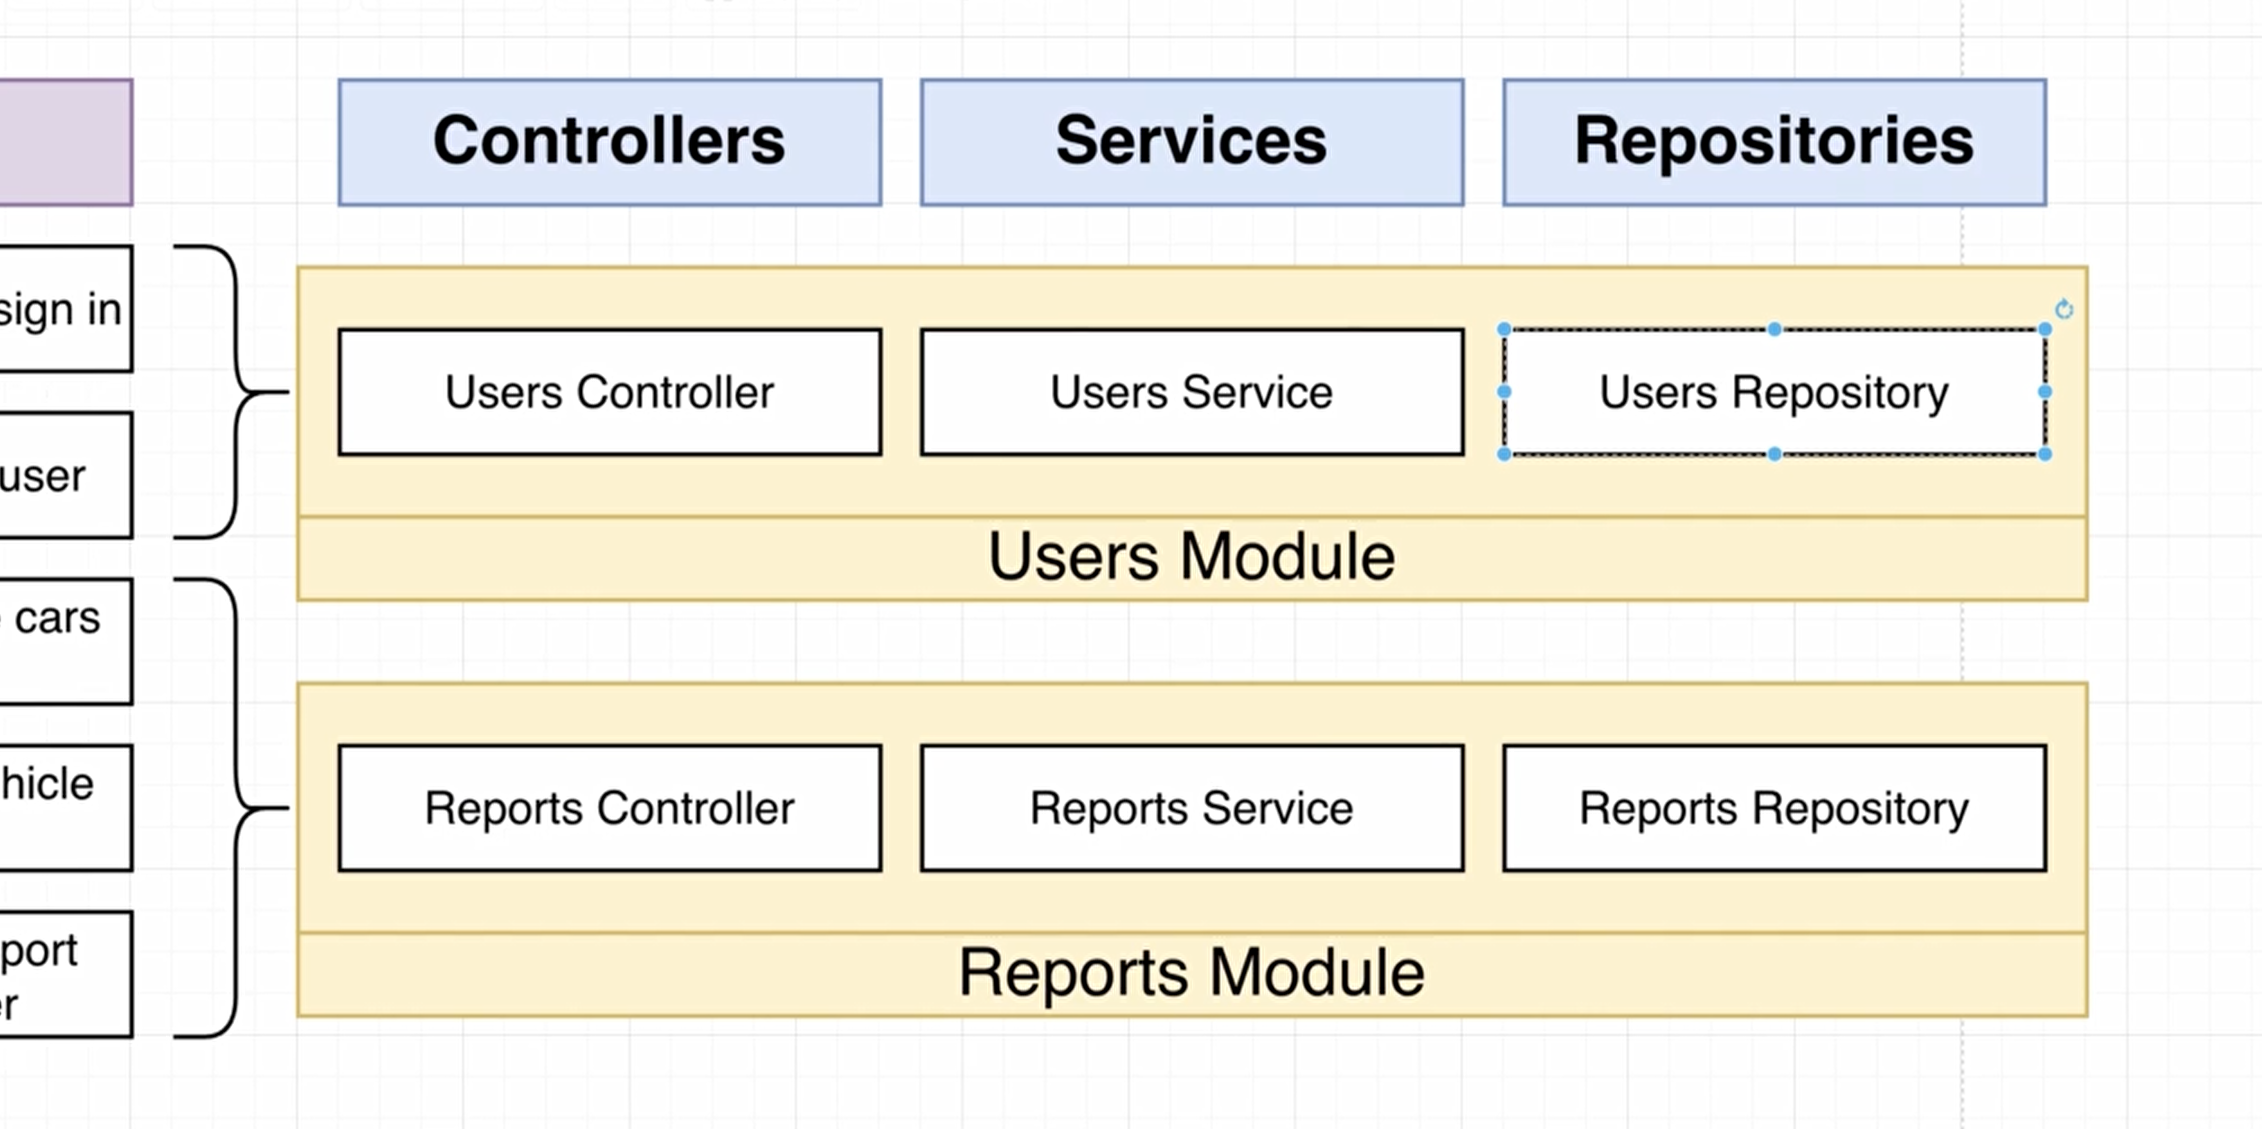 Controllers
Services
Repositories
sign in
Users Controller
Users Service
Users Repository
user
Users Module
cars
hicle
Reports Controller
Reports Service
Reports Repository
port
er
Reports Module